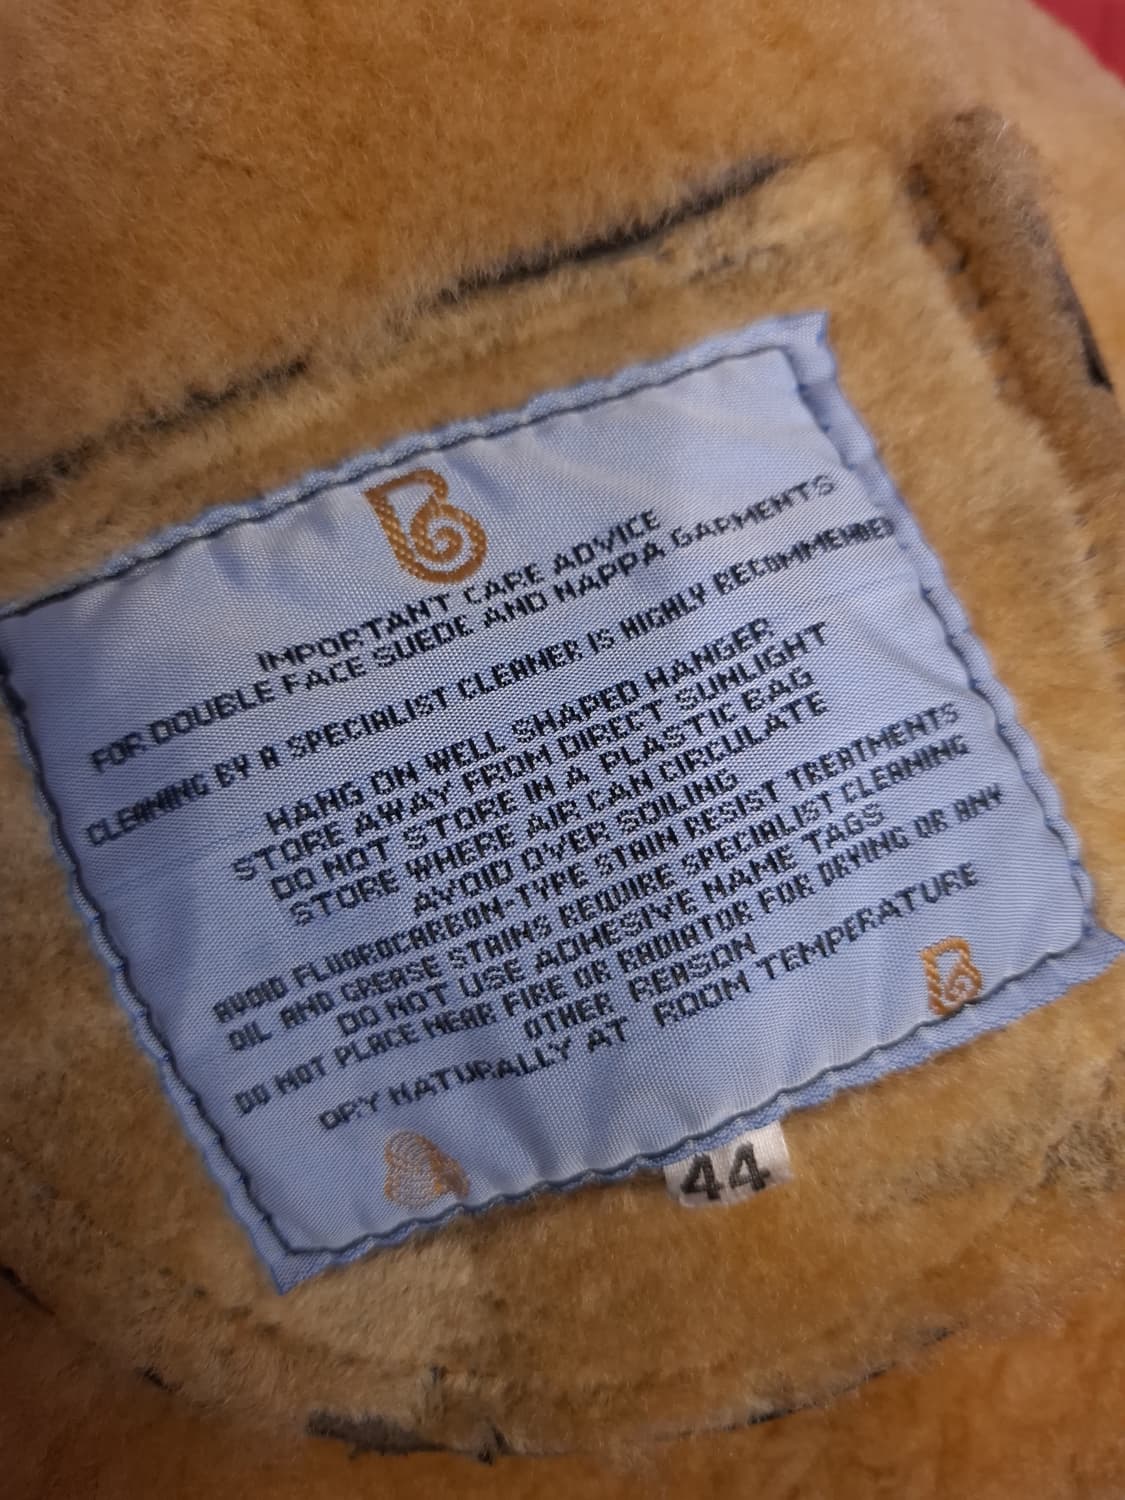 IMPORTANT CARE ADVICE
FOR DOUBLE FACE SUEDE AND NAPPA GARMENTS
CLEANING BY A SPECIALIST CLEANER IS HIGHLY RECOMMENDED
HANG ON WELL SHAPED HANGER
STORE AWAY FROM DIRECT SUNLIGHT
DO NOT STORE IN A PLASTIC BAG
STORE WHERE AIR CAN CIRCULATE
AVOID OVER SOILING
AVOID FLUOROCARBON-TYPE STAIN RESIST TREATMENTS
OIL AND GREASE STAINS REQUIRE SPECIALIST CLEANING
DO NOT USE ADHESIVE NAME TAGS
DO NOT PLACE NEAR FIRE OR RADIATOR FOR DRYING OR ANY
OTHER REASON
DRY NATURALLY AT ROOM TEMPERATURE
44